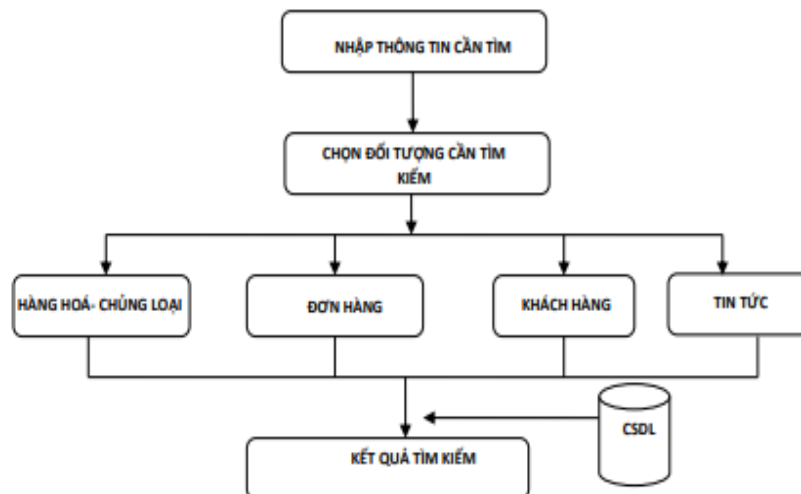 NHẬP THÔNG TIN CẦN TÌM
CHỌN ĐỐI TƯỢNG CẦN TÌM
KIẾM
HÀNG HOÁ- CHỦNG LOẠI
ĐƠN HÀNG
KHÁCH HÀNG
TIN TỨC
CSDL
KẾT QUẢ TÌM KIẾM